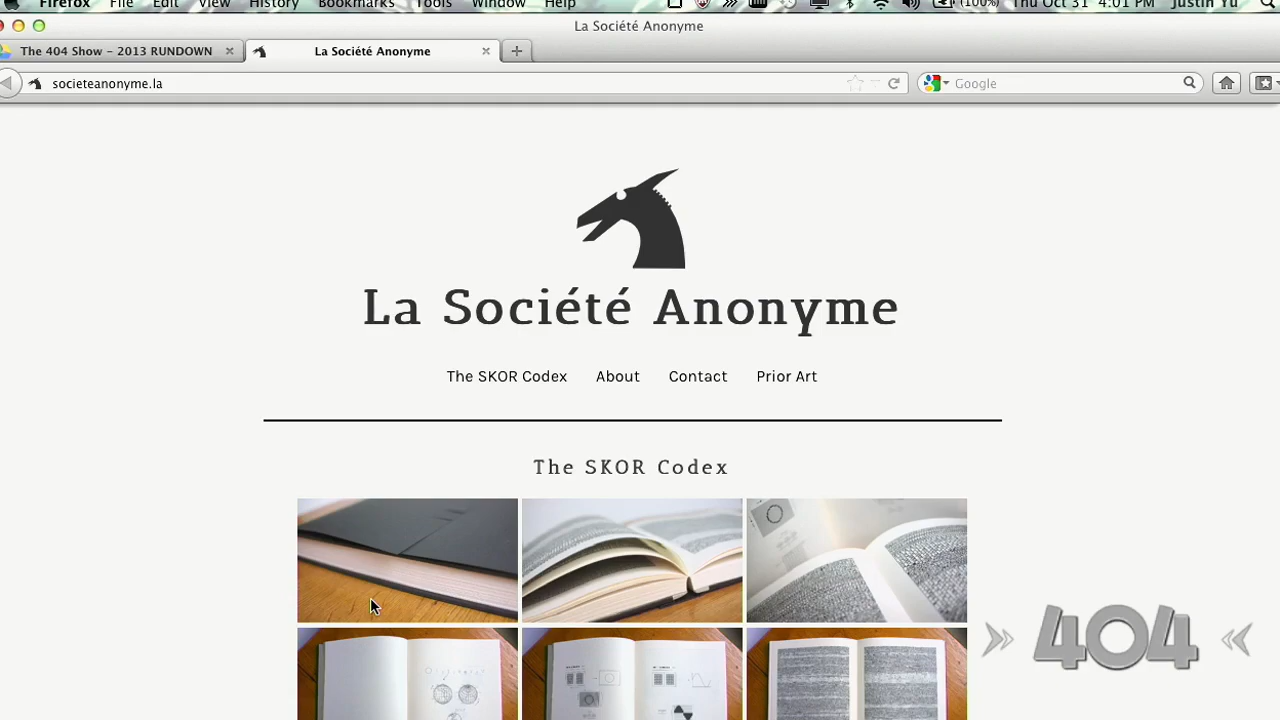 Firefox File Edit View History Bookmarks Tools Window Help (100%) Thu Oct 31 4:01 PM Justin Yu
La Société Anonyme
The 404 Show – 2013 RUNDOWN La Société Anonyme
societeanonyme.la Google
La Société Anonyme
The SKOR Codex About Contact Prior Art
The SKOR Codex
404